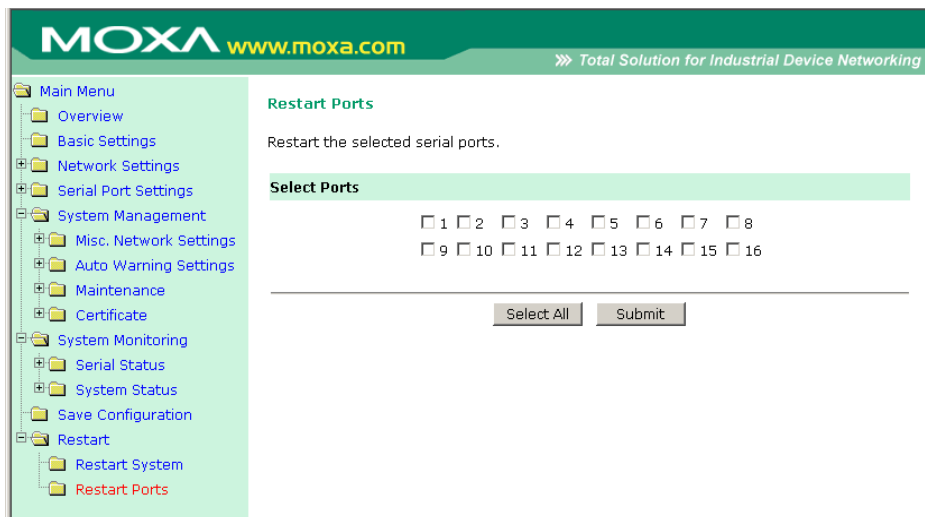 MOXA www.moxa.com
Total Solution for Industrial Device Networking
Main Menu
Overview
Basic Settings
Network Settings
Serial Port Settings
System Management
Misc. Network Settings
Auto Warning Settings
Maintenance
Certificate
System Monitoring
Serial Status
System Status
Save Configuration
Restart
Restart System
Restart Ports
Restart Ports
Restart the selected serial ports.
Select Ports
1 2 3 4 5 6 7 8
9 10 11 12 13 14 15 16
Select All Submit